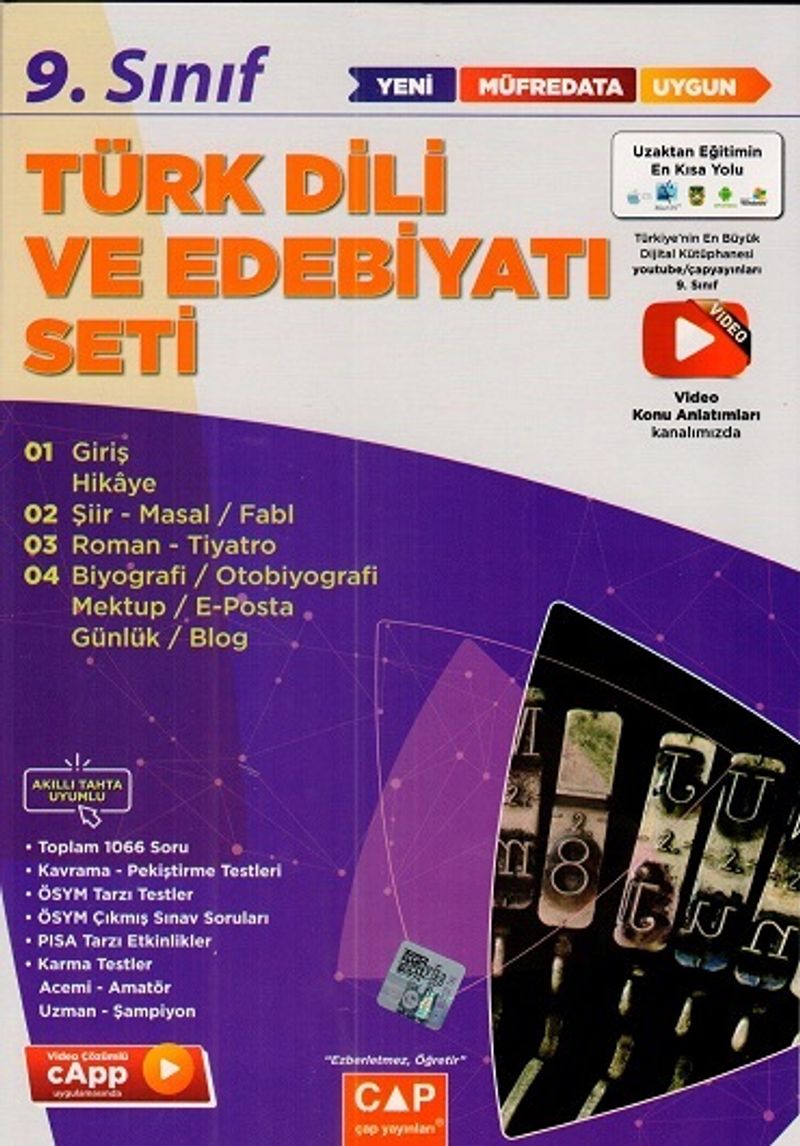 9. Sınıf
YENİ MÜFREDATA UYGUN
TÜRK DİLİ
VE EDEBİYATI
SETİ
Uzaktan Eğitimin
En Kısa Yolu
Türkiye'nin En Büyük
Dijital Kütüphanesi
youtube/çapyayınları
9. Sınıf
VIDEO
Video
Konu Anlatımları
kanalımızda
01 Giriş
Hikâye
02 Şiir - Masal / Fabl
03 Roman - Tiyatro
04 Biyografi / Otobiyografi
Mektup / E-Posta
Günlük / Blog
AKILLI TAHTA
UYUMLU
• Toplam 1066 Soru
• Kavrama - Pekiştirme Testleri
• ÖSYM Tarzı Testler
• ÖSYM Çıkmış Sınav Soruları
• PISA Tarzı Etkinlikler
• Karma Testler
Acemi - Amatör
Uzman - Şampiyon
Video Çözümlü
cApp
uygulamasında
"Ezberletmez, Öğretir"
ÇAP
çap yayınları®